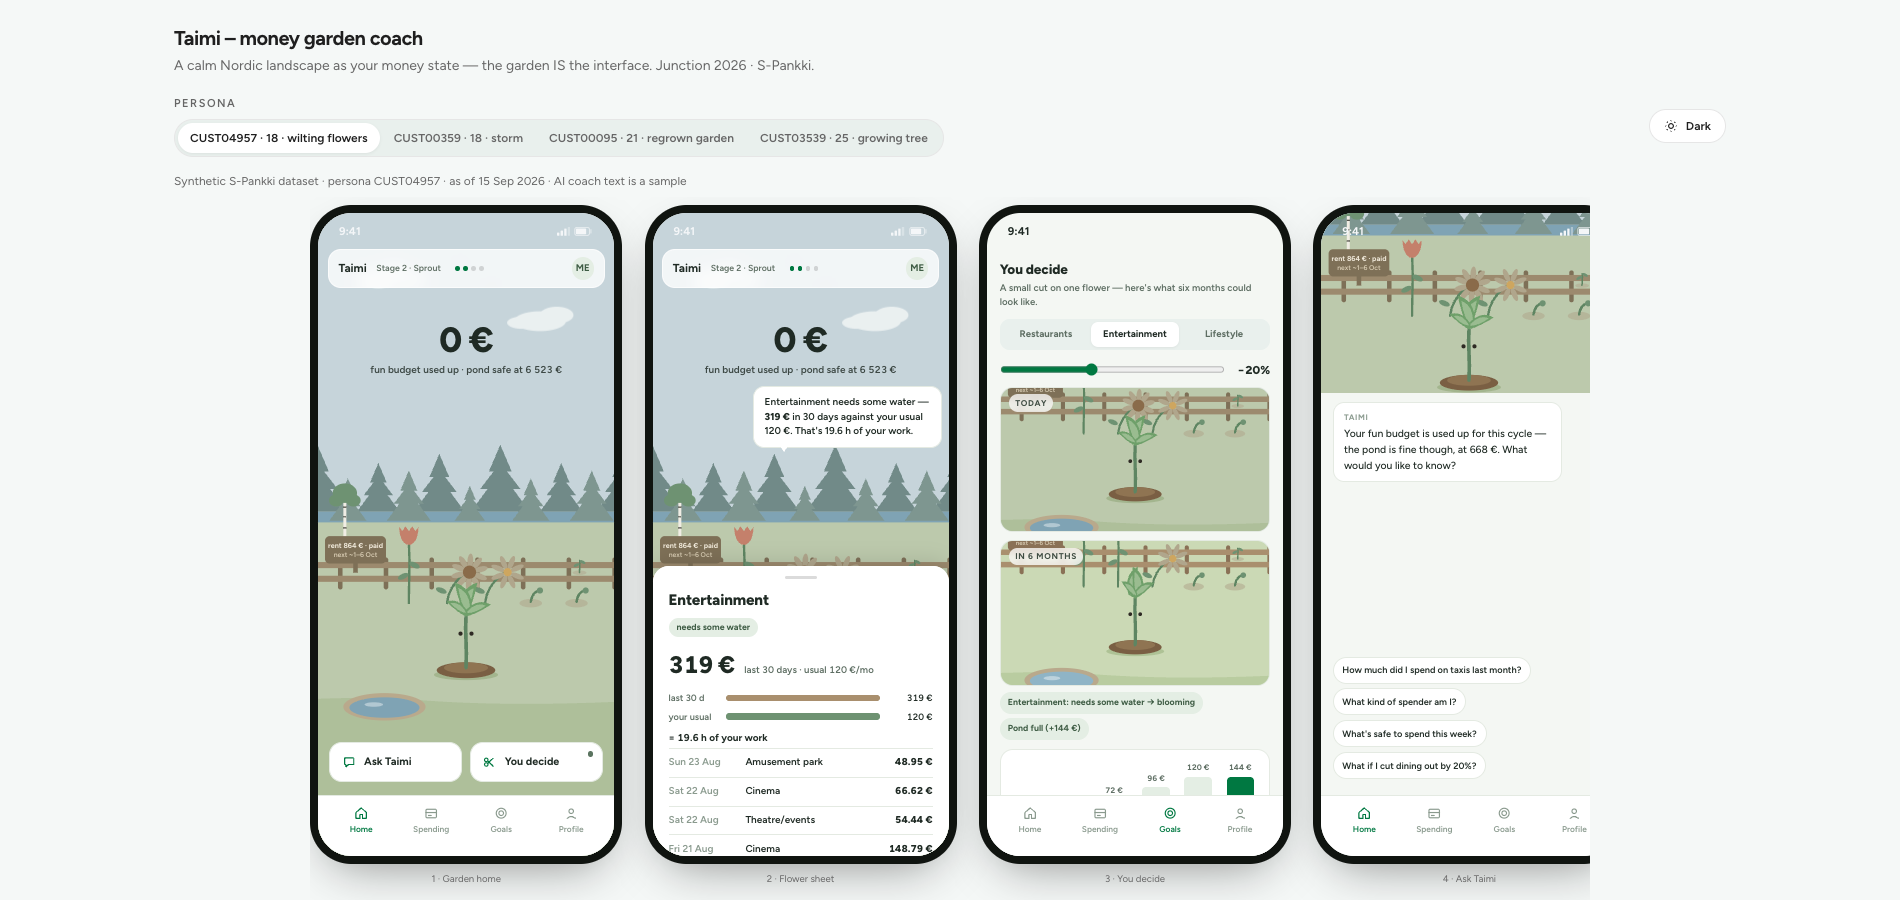 Taimi – money garden coach
A calm Nordic landscape as your money state — the garden IS the interface. Junction 2026 · S-Pankki.
PERSONA
CUST04957 · 18 · wilting flowers
CUST00359 · 18 · storm
CUST00095 · 21 · regrown garden
CUST03539 · 25 · growing tree
Dark
Synthetic S-Pankki dataset · persona CUST04957 · as of 15 Sep 2026 · AI coach text is a sample
9:41
Taimi Stage 2 · Sprout ME
0 €
fun budget used up · pond safe at 6 523 €
rent 864 € · paid
next ~1–6 Oct
Ask Taimi
You decide
Home Spending Goals Profile
1 · Garden home
9:41
Taimi Stage 2 · Sprout ME
0 €
fun budget used up · pond safe at 6 523 €
Entertainment needs some water —
319 € in 30 days against your usual
120 €. That's 19.6 h of your work.
rent 864 € · paid
next ~1–6 Oct
Entertainment
needs some water
319 € last 30 days · usual 120 €/mo
last 30 d 319 €
your usual 120 €
= 19.6 h of your work
Sun 23 Aug Amusement park 48.95 €
Sat 22 Aug Cinema 66.62 €
Sat 22 Aug Theatre/events 54.44 €
Fri 21 Aug Cinema 148.79 €
2 · Flower sheet
9:41
You decide
A small cut on one flower — here's what six months could
look like.
Restaurants Entertainment Lifestyle
−20%
next ~1–6 Oct
TODAY
next ~1–6 Oct
IN 6 MONTHS
Entertainment: needs some water → blooming
Pond full (+144 €)
72 € 96 € 120 € 144 €
Home Spending Goals Profile
3 · You decide
9:41
rent 864 € · paid
next ~1–6 Oct
TAIMI
Your fun budget is used up for this cycle —
the pond is fine though, at 668 €. What
would you like to know?
How much did I spend on taxis last month?
What kind of spender am I?
What's safe to spend this week?
What if I cut dining out by 20%?
Home Spending Goals Profile
4 · Ask Taimi